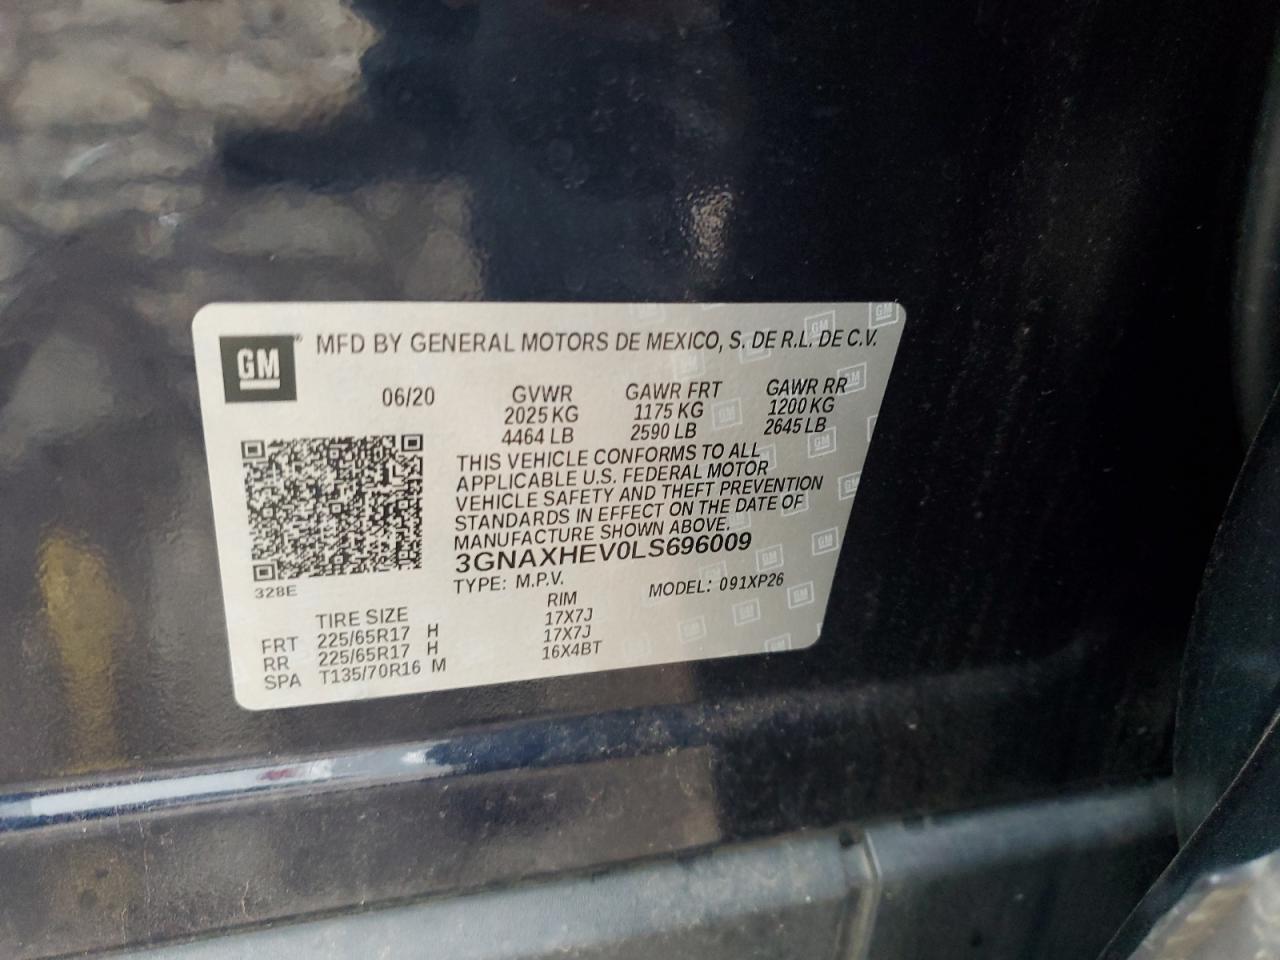 GM MFD BY GENERAL MOTORS DE MEXICO, S. DE R.L. DE C.V.
06/20 GVWR GAWR FRT GAWR RR
2025 KG 1175 KG 1200 KG
4464 LB 2590 LB 2645 LB
THIS VEHICLE CONFORMS TO ALL
APPLICABLE U.S. FEDERAL MOTOR
VEHICLE SAFETY AND THEFT PREVENTION
STANDARDS IN EFFECT ON THE DATE OF
MANUFACTURE SHOWN ABOVE.
3GNAXHEV0LS696009
328E
TYPE: M.P.V. MODEL: 091XP26
TIRE SIZE RIM
FRT 225/65R17 H 17X7J
RR 225/65R17 H 17X7J
SPA T135/70R16 M 16X4BT